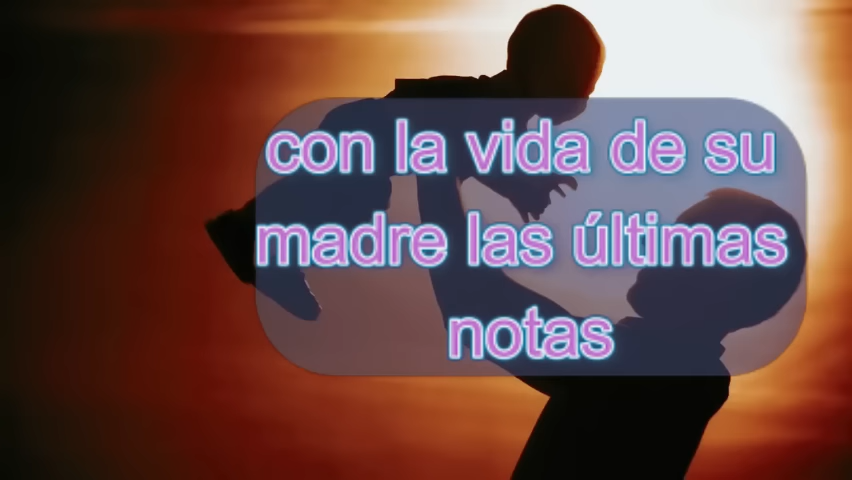 con la vida de su
madre las últimas
notas